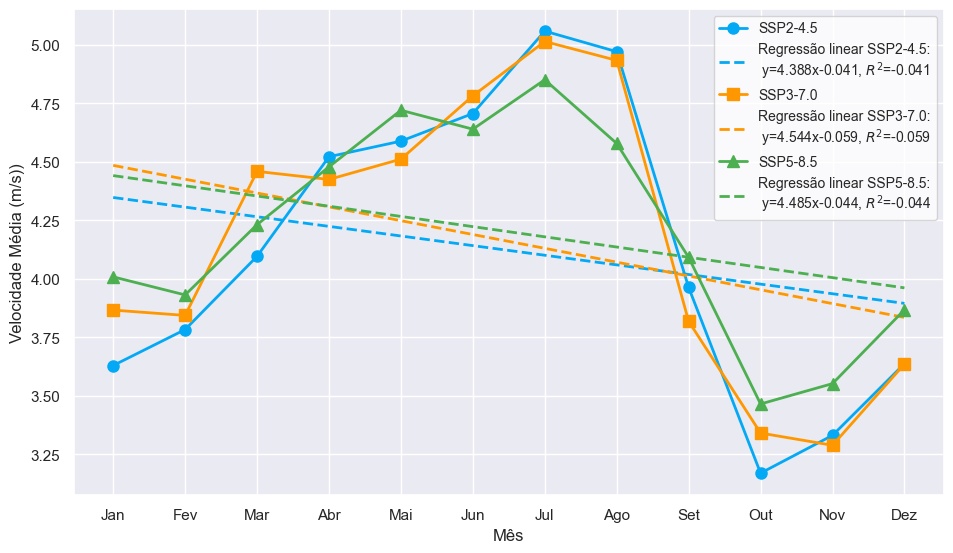 SSP2-4.5
Regressão linear SSP2-4.5:
y=4.388x-0.041, R²=-0.041
SSP3-7.0
Regressão linear SSP3-7.0:
y=4.544x-0.059, R²=-0.059
SSP5-8.5
Regressão linear SSP5-8.5:
y=4.485x-0.044, R²=-0.044
Velocidade Média (m/s))
5.00
4.75
4.50
4.25
4.00
3.75
3.50
3.25
Jan Fev Mar Abr Mai Jun Jul Ago Set Out Nov Dez
Mês